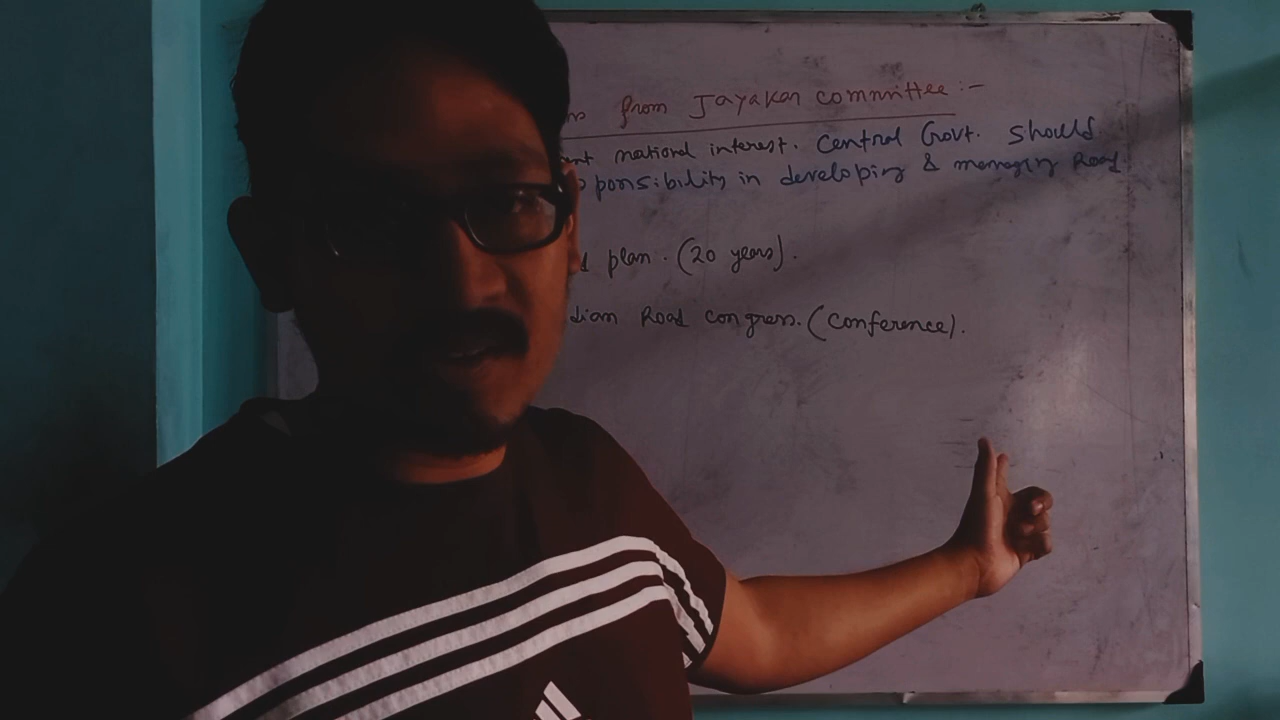 from Jayakar committee :-
national interest. Central Govt. should
ponsibility in developing & managing Road
plan. (20 years).
dian Road congress. (conference).